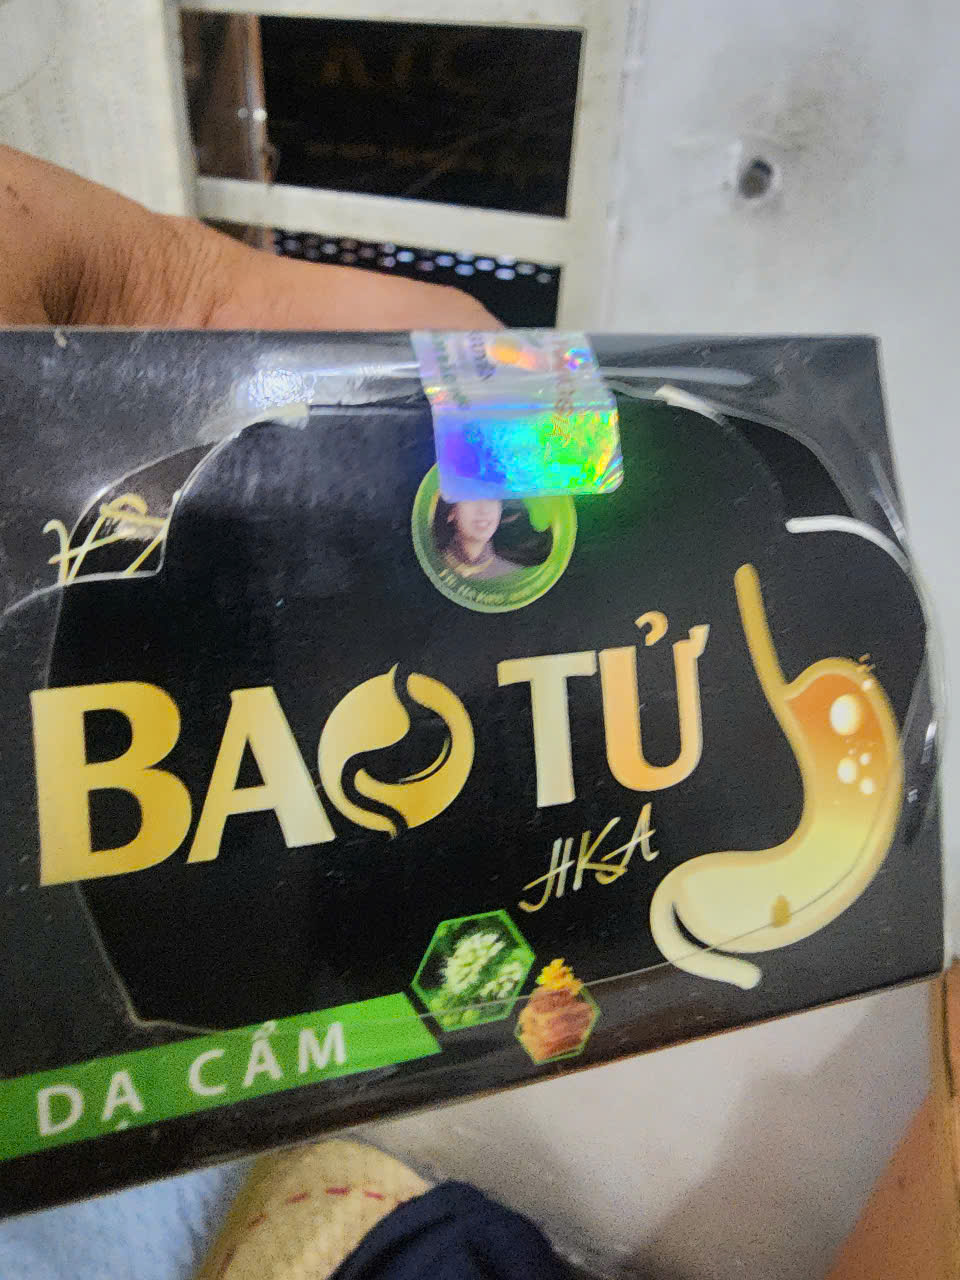 BAO TỬ
HKA
DẠ CẨM